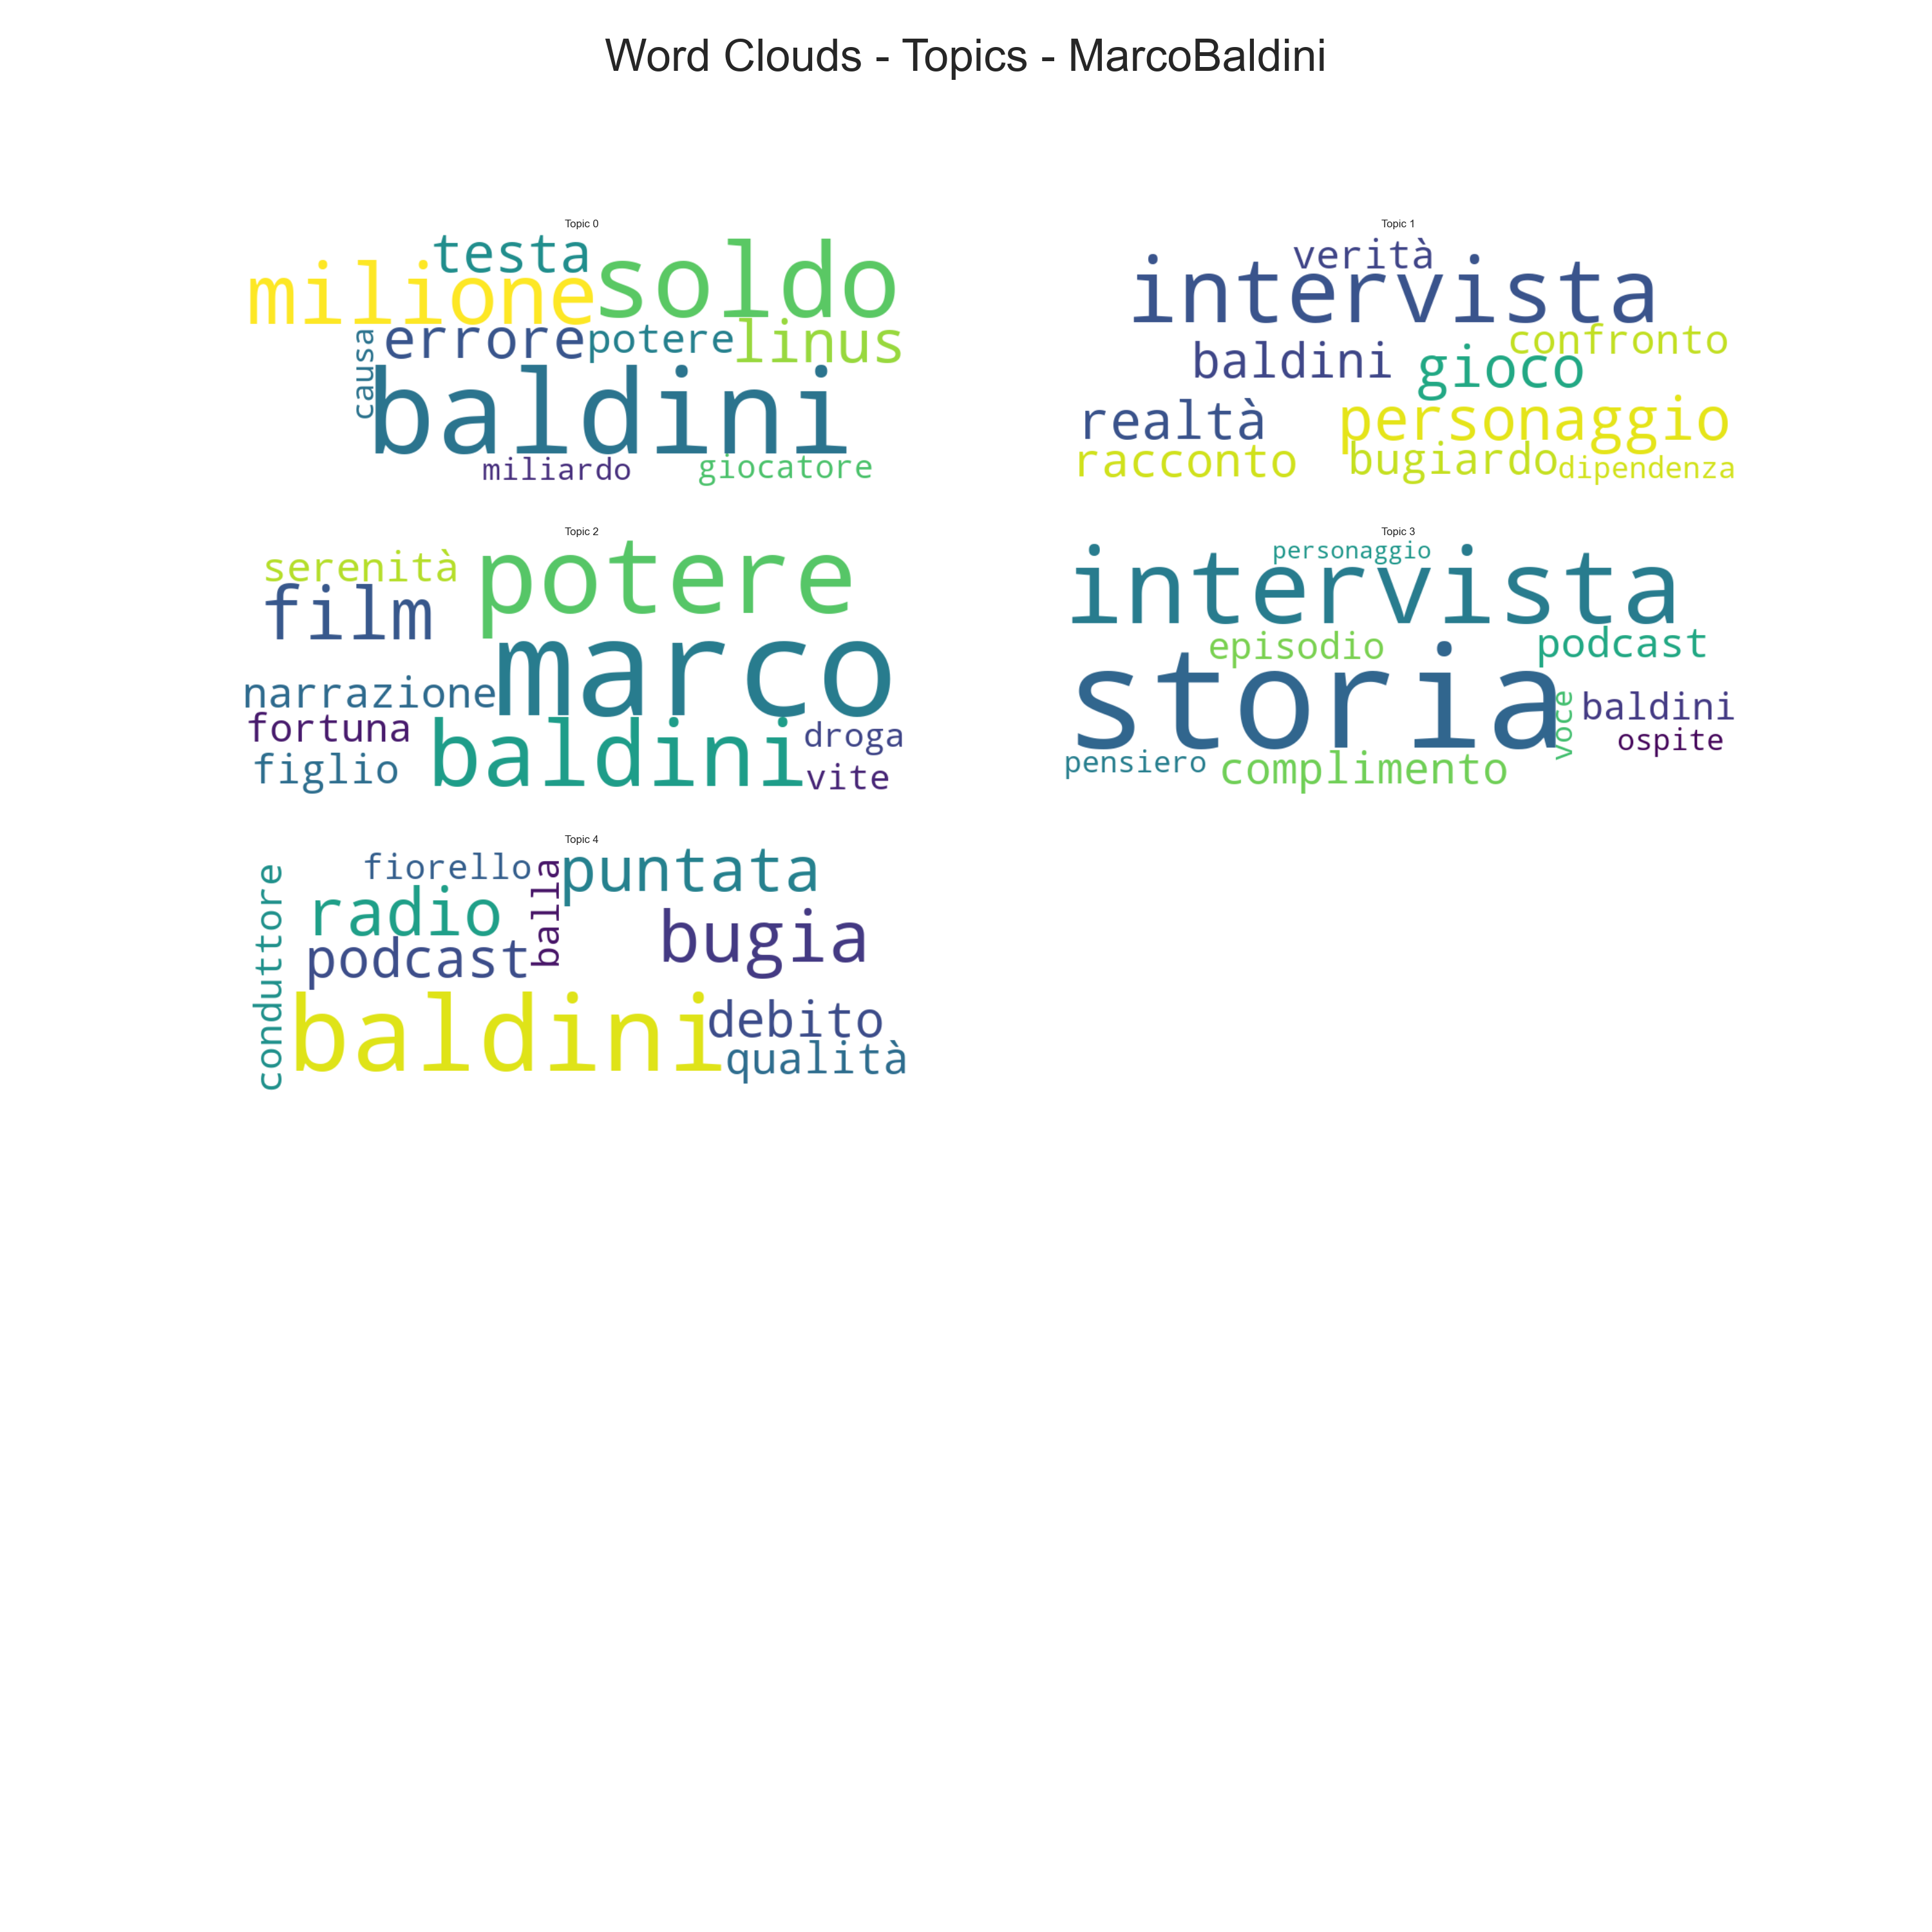 Word Clouds - Topics - MarcoBaldini
Topic 0
testa
milione soldo
causa errore potere linus
baldini
miliardo giocatore
Topic 1
verità
intervista
confronto
baldini gioco
realtà personaggio
racconto bugiardo dipendenza
Topic 2
serenità potere
film
marco
narrazione
fortuna baldini droga
figlio vite
Topic 3
personaggio
intervista
episodio podcast
storia voce baldini
ospite
pensiero complimento
Topic 4
fiorello balla puntata
conduttore radio bugia
podcast
baldini debito
qualità